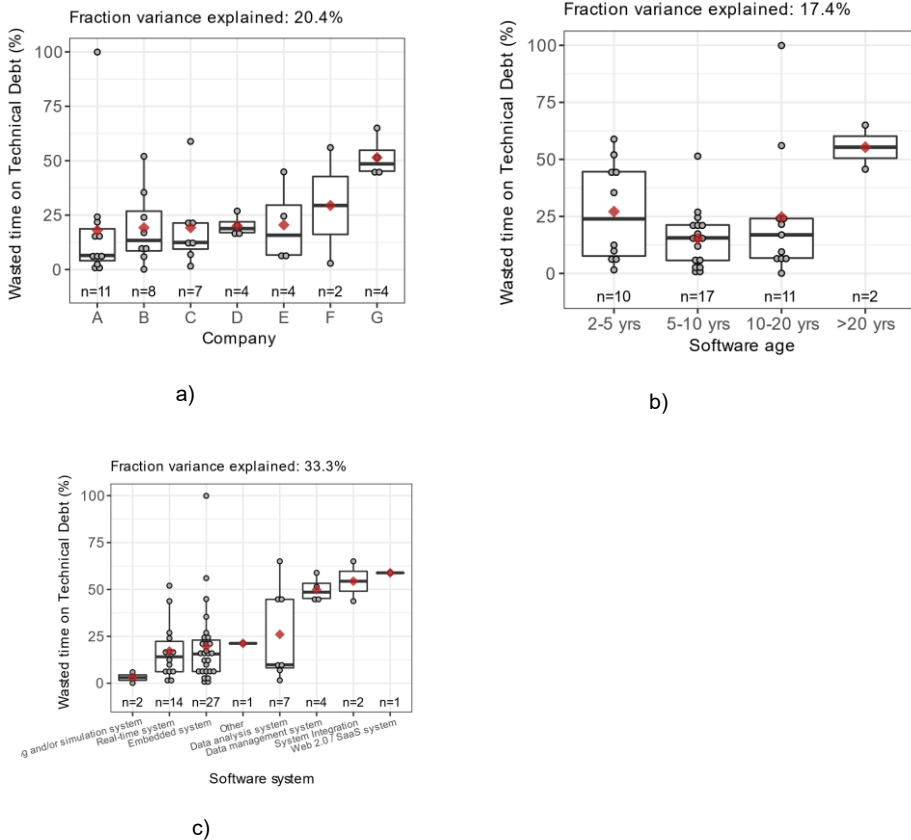 Fraction variance explained: 20.4%
Wasted time on Technical Debt (%)
100
75
50
25
0
n=11 n=8 n=7 n=4 n=4 n=2 n=4
A B C D E F G
Company
a)
Fraction variance explained: 17.4%
Wasted time on Technical Debt (%)
100
75
50
25
0
n=10 n=17 n=11 n=2
2-5 yrs 5-10 yrs 10-20 yrs >20 yrs
Software age
b)
Fraction variance explained: 33.3%
Wasted time on Technical Debt (%)
100
75
50
25
0
n=2 n=14 n=27 n=1 n=7 n=4 n=2 n=1
g and/or simulation system
Real-time system
Embedded system
Other
Data analysis system
Data management system
System Integration
Web 2.0 / SaaS system
Software system
c)